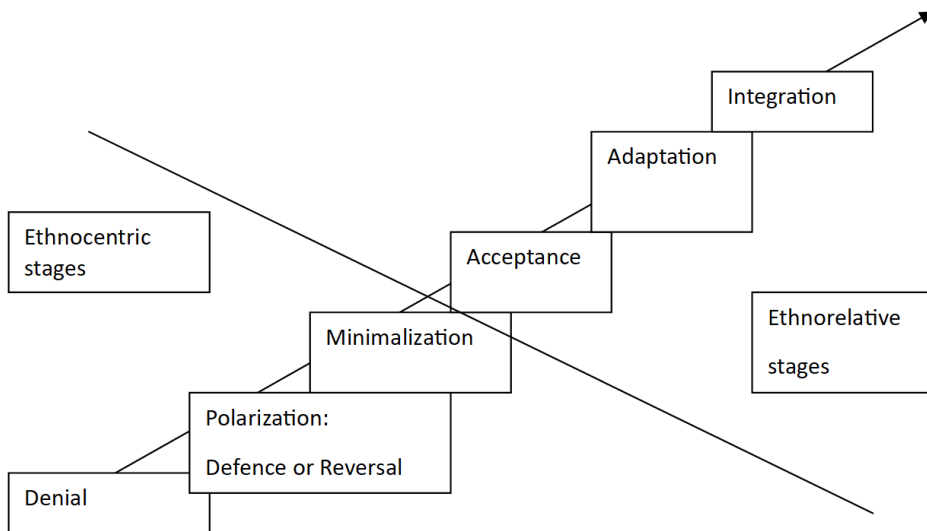 Integration
Adaptation
Ethnocentric
stages
Acceptance
Ethnorelative
stages
Minimalization
Polarization:
Defence or Reversal
Denial